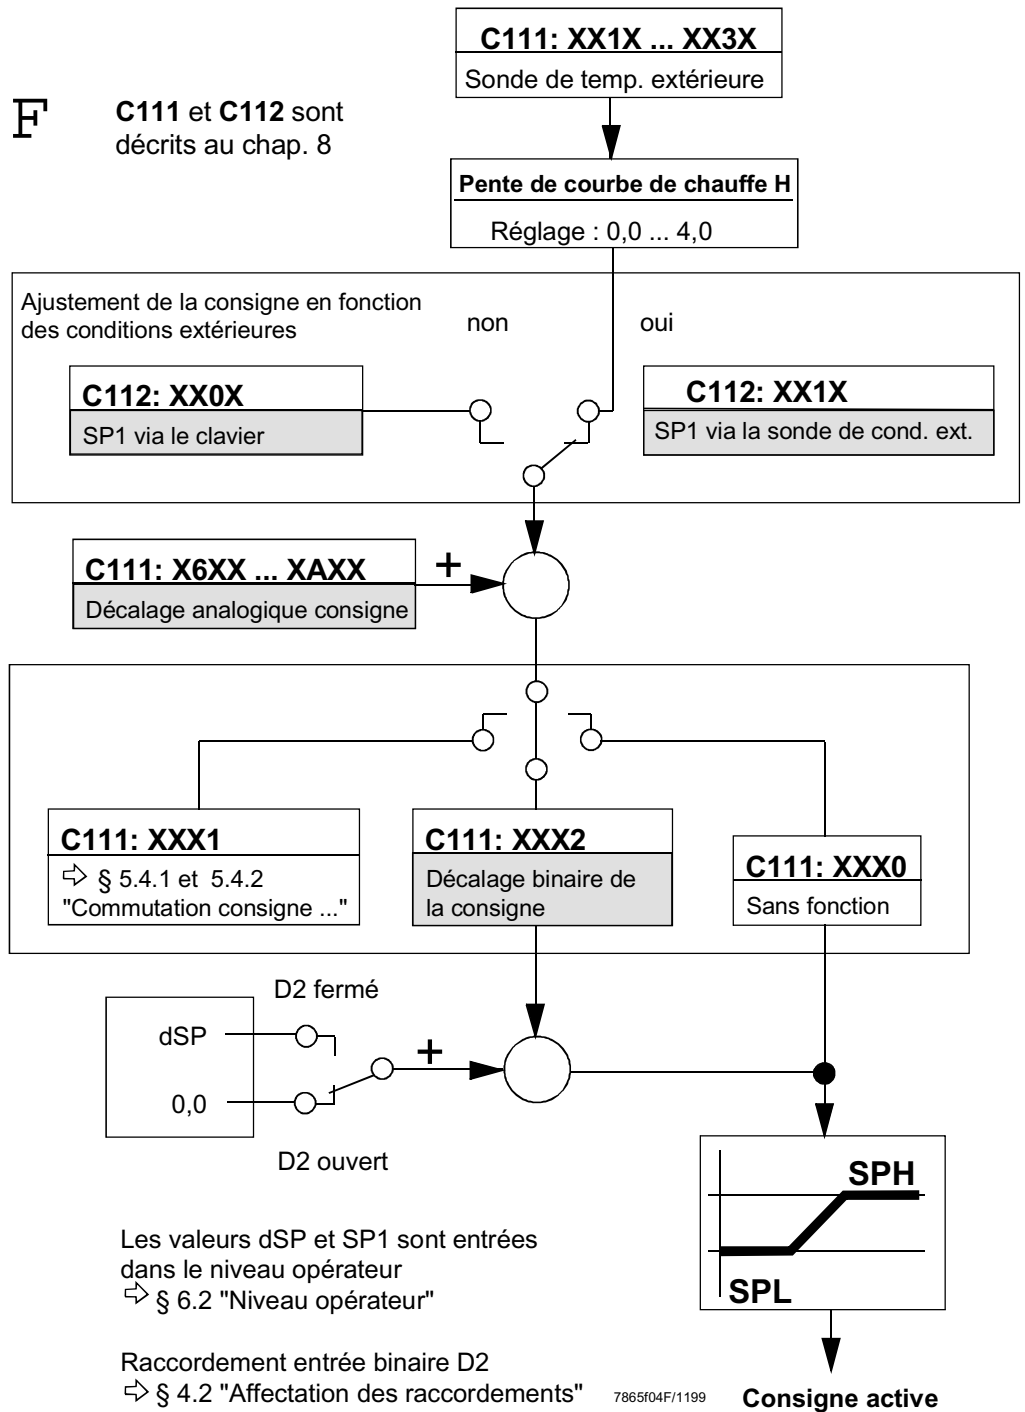 C111: XX1X ... XX3X
Sonde de temp. extérieure
F
C111 et C112 sont
décrits au chap. 8
Pente de courbe de chauffe H
Réglage : 0,0 ... 4,0
Ajustement de la consigne en fonction
des conditions extérieures
non
oui
C112: XX0X
SP1 via le clavier
C112: XX1X
SP1 via la sonde de cond. ext.
C111: X6XX ... XAXX
Décalage analogique consigne
+
C111: XXX1
⇨ § 5.4.1 et 5.4.2
"Commutation consigne ..."
C111: XXX2
Décalage binaire de
la consigne
C111: XXX0
Sans fonction
D2 fermé
dSP
+
0,0
D2 ouvert
SPH
SPL
Les valeurs dSP et SP1 sont entrées
dans le niveau opérateur
⇨ § 6.2 "Niveau opérateur"
Raccordement entrée binaire D2
⇨ § 4.2 "Affectation des raccordements"
7865f04F/1199
Consigne active